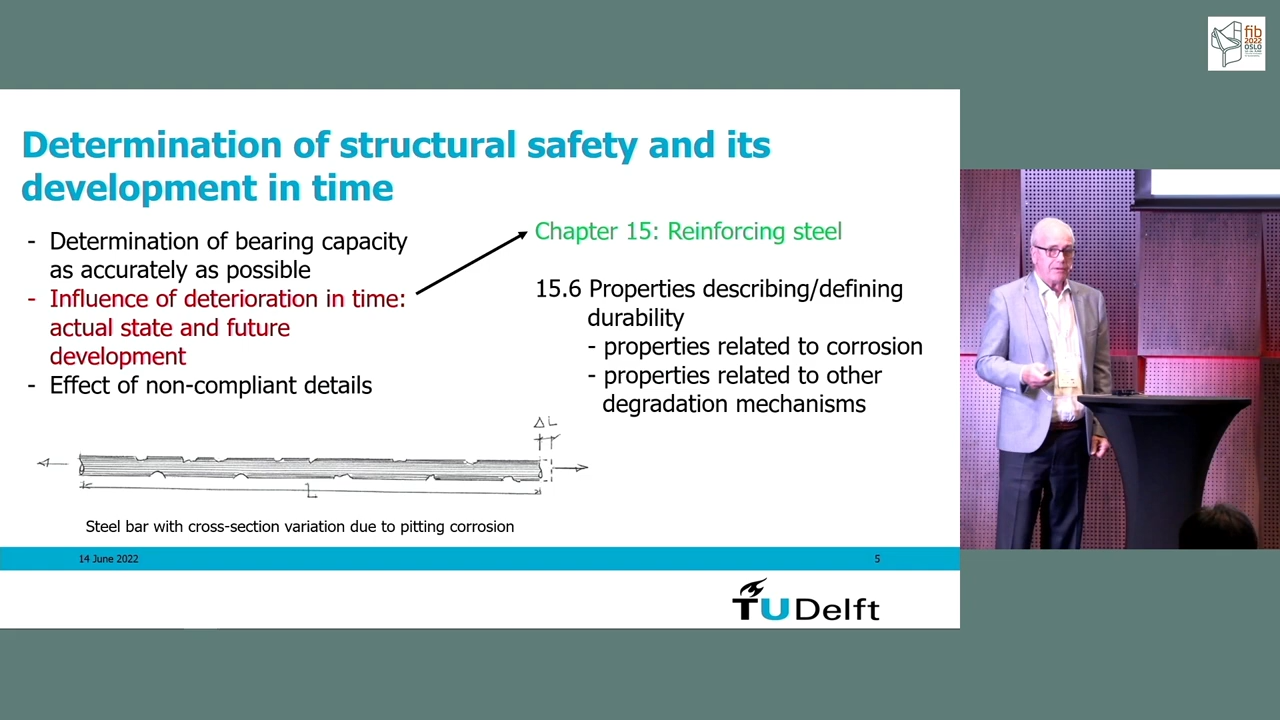 fib
2022
OSLO
Determination of structural safety and its
development in time
- Determination of bearing capacity
as accurately as possible
- Influence of deterioration in time:
actual state and future
development
- Effect of non-compliant details
Chapter 15: Reinforcing steel
15.6 Properties describing/defining
durability
- properties related to corrosion
- properties related to other
degradation mechanisms
ΔL
L
Steel bar with cross-section variation due to pitting corrosion
14 June 2022
5
TU Delft